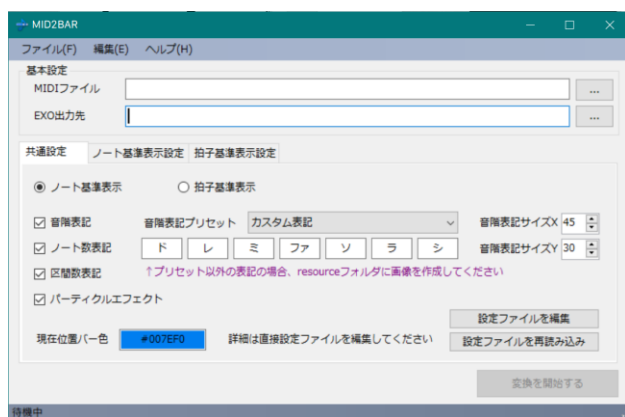 MID2BAR
ファイル(F) 編集(E) ヘルプ(H)
基本設定
MIDIファイル ...
EXO出力先 ...
共通設定 ノート基準表示設定 拍子基準表示設定
ノート基準表示 拍子基準表示
音階表記 音階表記プリセット カスタム表記 音階表記サイズX 45
ノート数表記 ド レ ミ ファ ソ ラ シ 音階表記サイズY 30
区間数表記 ↑プリセット以外の表記の場合、resourceフォルダに画像を作成してください
パーティクルエフェクト
設定ファイルを編集
現在位置バー色 #007EF0 詳細は直接設定ファイルを編集してください 設定ファイルを再読み込み
変換を開始する
待機中